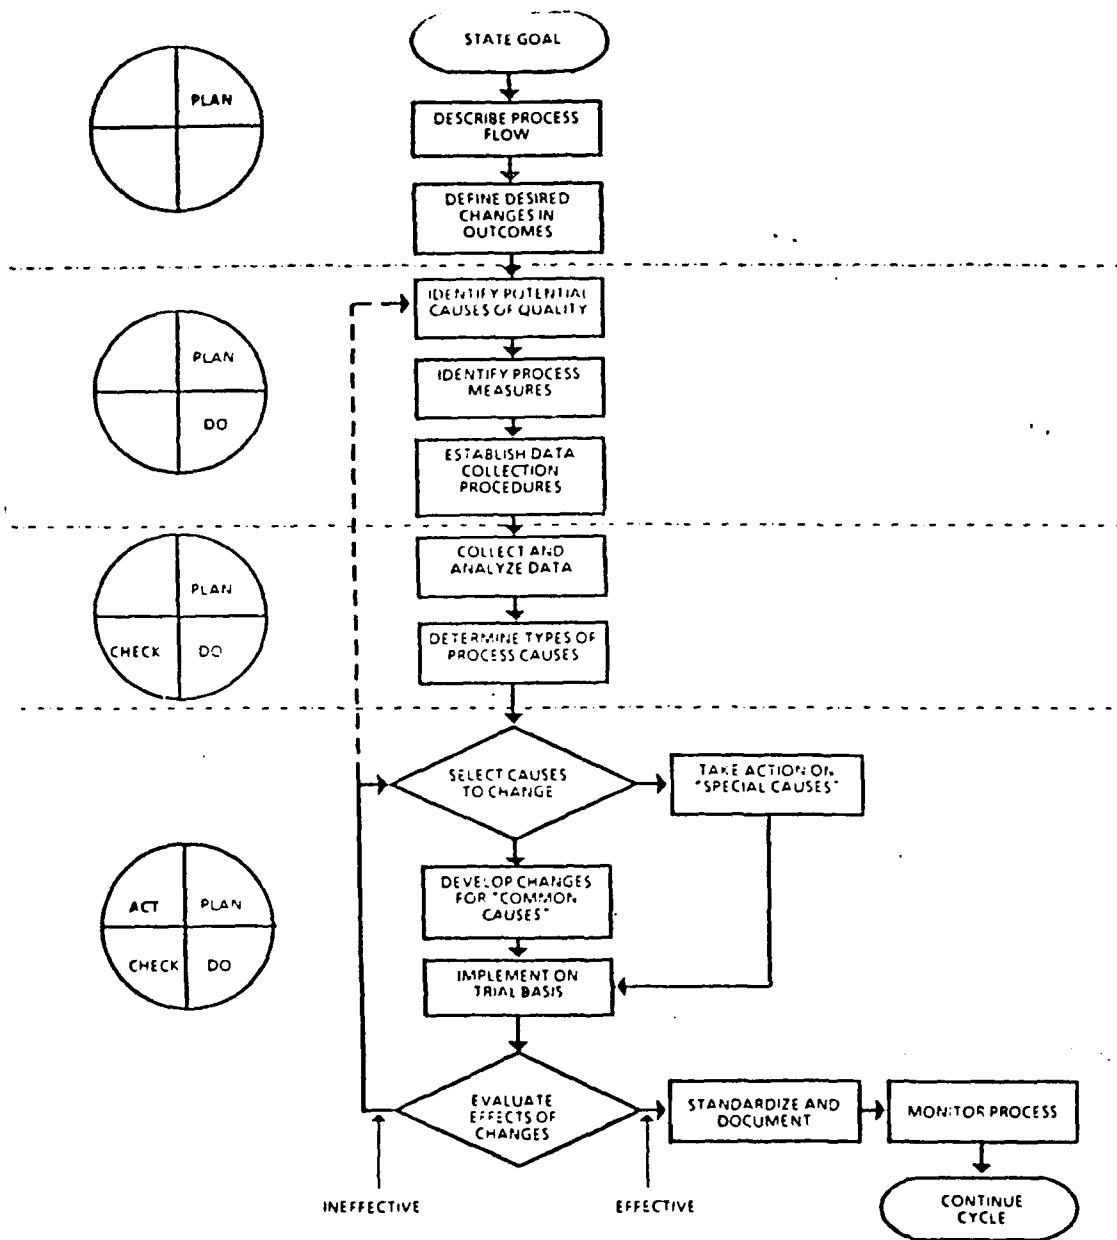 STATE GOAL
PLAN
DESCRIBE PROCESS
FLOW
DEFINE DESIRED
CHANGES IN
OUTCOMES
IDENTIFY POTENTIAL
CAUSES OF QUALITY
PLAN
DO
IDENTIFY PROCESS
MEASURES
ESTABLISH DATA
COLLECTION
PROCEDURES
COLLECT AND
ANALYZE DATA
PLAN
CHECK DO
DETERMINE TYPES OF
PROCESS CAUSES
SELECT CAUSES
TO CHANGE
TAKE ACTION ON
"SPECIAL CAUSES"
DEVELOP CHANGES
FOR "COMMON
CAUSES"
ACT PLAN
CHECK DO
IMPLEMENT ON
TRIAL BASIS
EVALUATE
EFFECTS OF
CHANGES
STANDARDIZE AND
DOCUMENT
MONITOR PROCESS
INEFFECTIVE
EFFECTIVE
CONTINUE
CYCLE